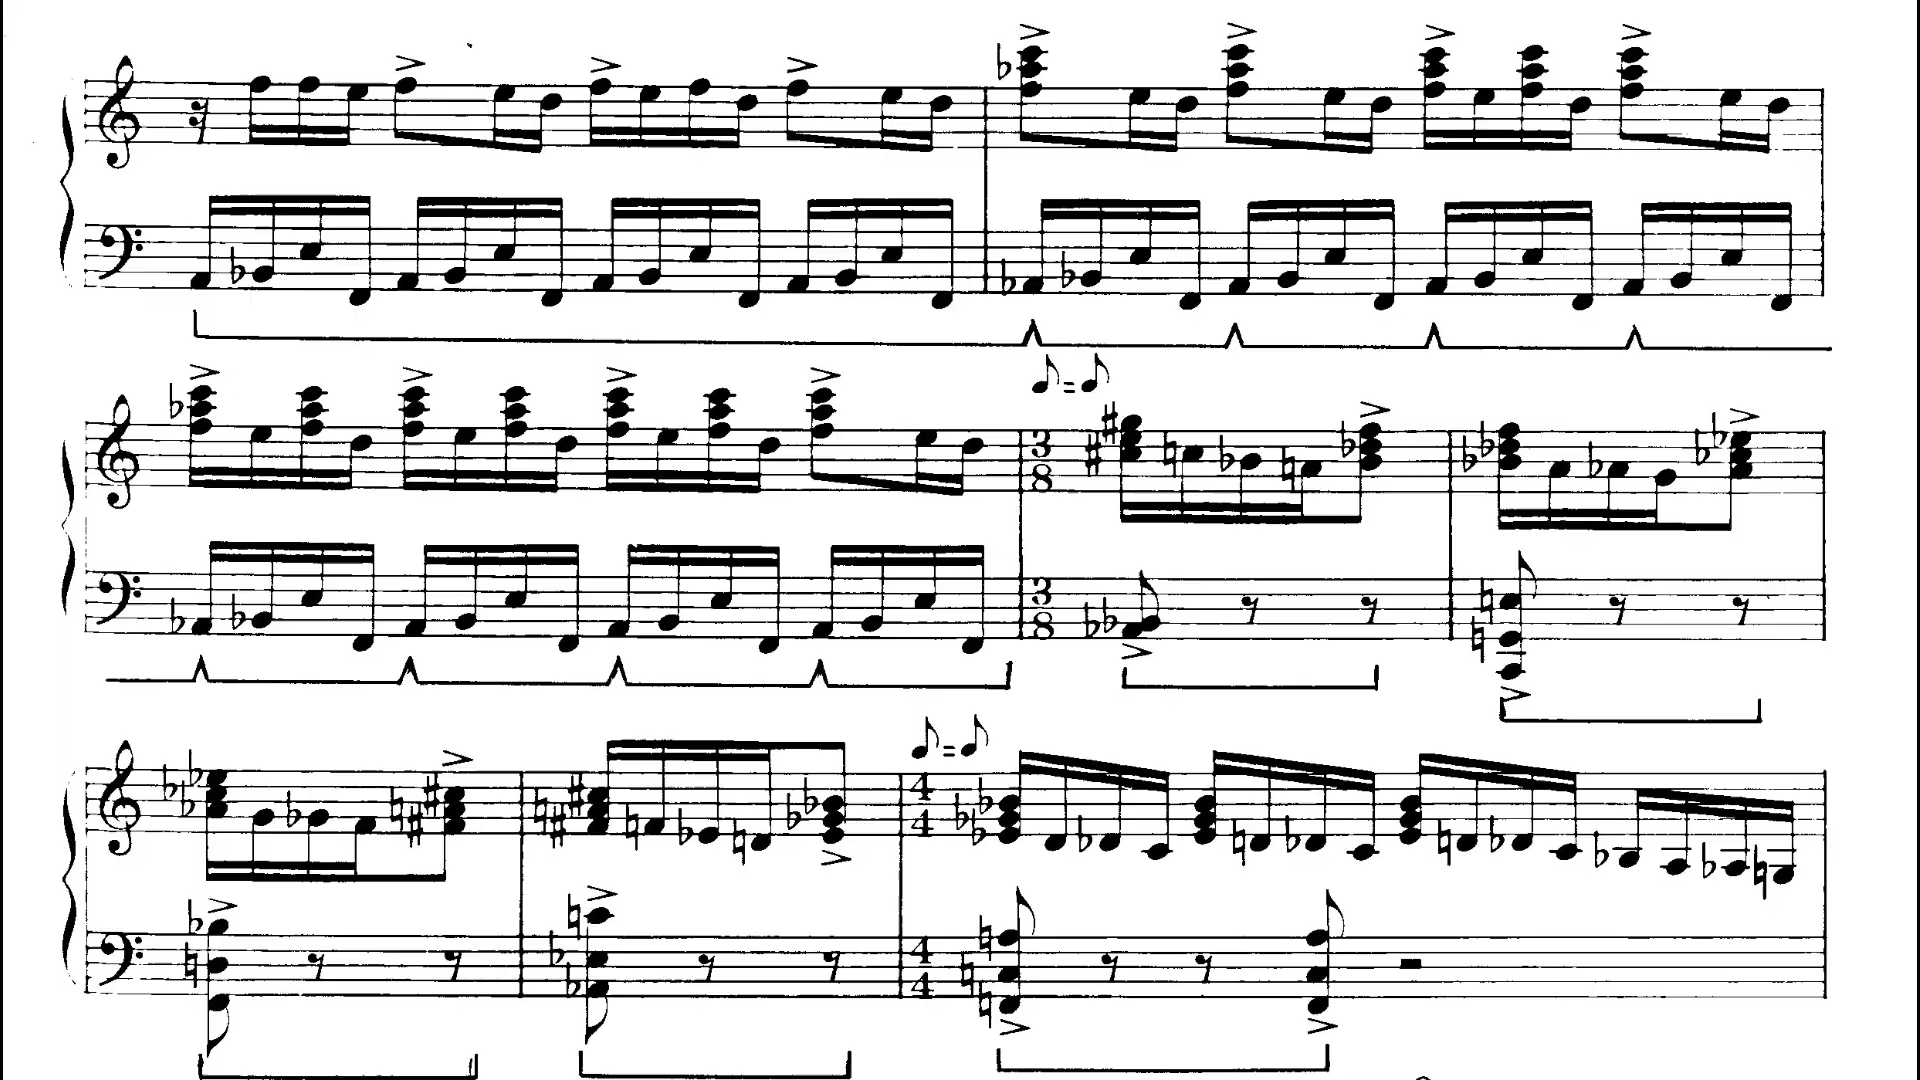 ♪ = ♪
3 3
8 8
♪ = ♪
4 4
4 4